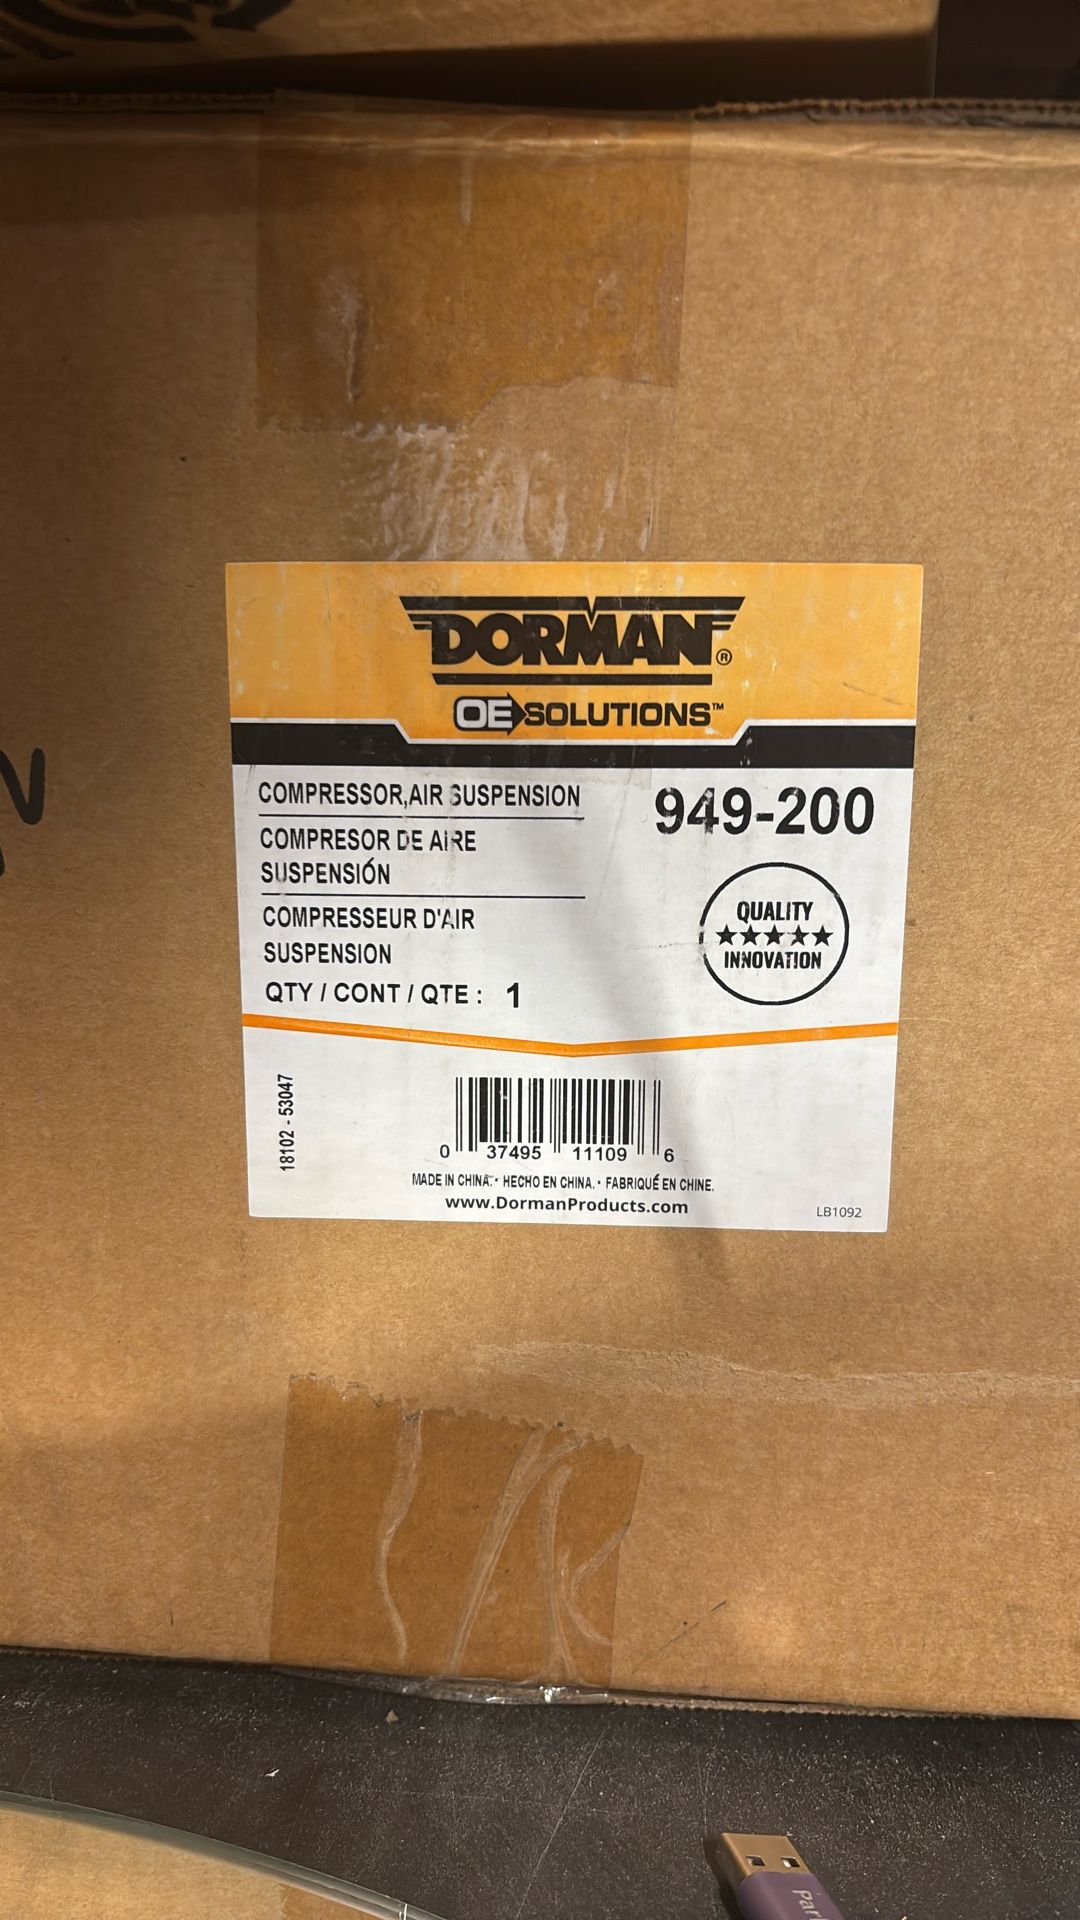 DORMAN®
OE SOLUTIONS™
COMPRESSOR,AIR SUSPENSION
949-200
COMPRESOR DE AIRE
SUSPENSIÓN
COMPRESSEUR D'AIR
SUSPENSION
QUALITY
★★★★★
INNOVATION
QTY / CONT / QTE : 1
18102 - 53047
0 37495 11109 6
MADE IN CHINA. • HECHO EN CHINA. • FABRIQUÉ EN CHINE.
www.DormanProducts.com
LB1092
N